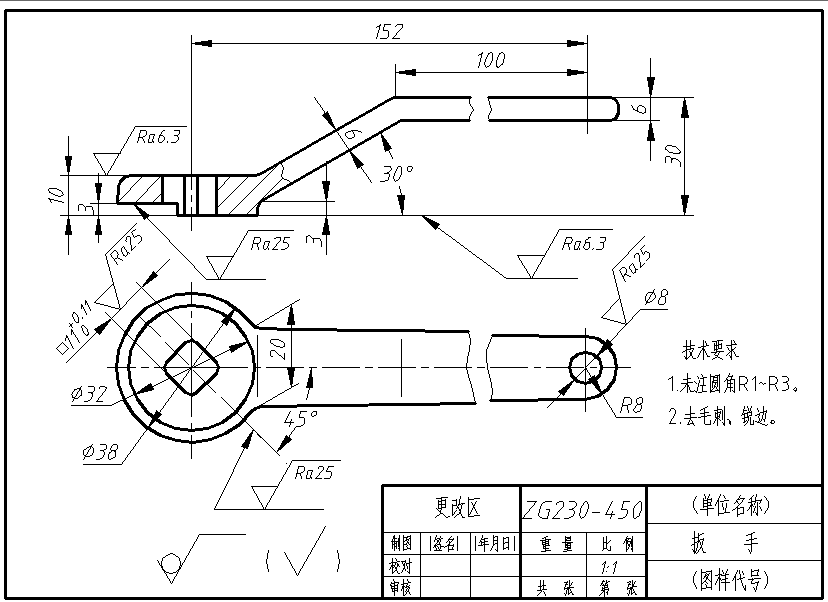 152
100
6
30
Ra6.3
6
30°
10
3
3
Ra25
Ra25
Ra6.3
Ra25
□11 +0.11 0
Φ8
20
Φ32
45°
Φ38
R8
Ra25
技术要求
1.未注圆角R1~R3。
2.去毛刺、锐边。
更改区
ZG230-450
(单位名称)
制图 (签名) (年月日) 重量 比例
扳手
校对 1:1
审核 共 张 第 张
(图样代号)
( )